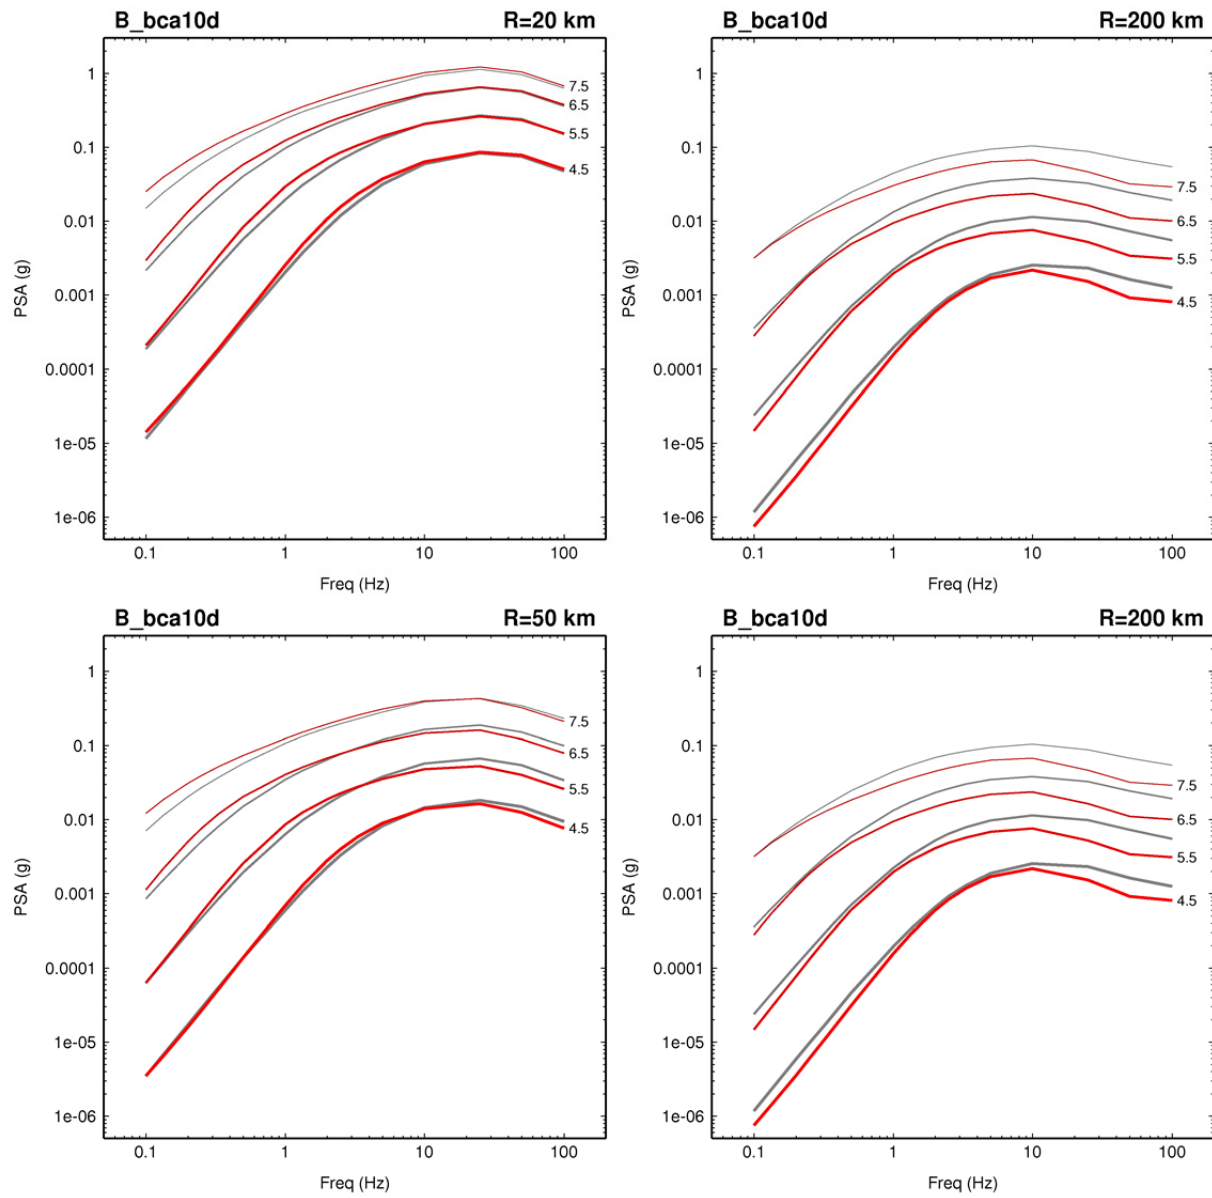 B_bca10d R=20 km
1
0.1
0.01
0.001
0.0001
1e-05
1e-06
PSA (g)
7.5
6.5
5.5
4.5
0.1 1 10 100
Freq (Hz)
B_bca10d R=200 km
1
0.1
0.01
0.001
0.0001
1e-05
1e-06
PSA (g)
7.5
6.5
5.5
4.5
0.1 1 10 100
Freq (Hz)
B_bca10d R=50 km
1
0.1
0.01
0.001
0.0001
1e-05
1e-06
PSA (g)
7.5
6.5
5.5
4.5
0.1 1 10 100
Freq (Hz)
B_bca10d R=200 km
1
0.1
0.01
0.001
0.0001
1e-05
1e-06
PSA (g)
7.5
6.5
5.5
4.5
0.1 1 10 100
Freq (Hz)